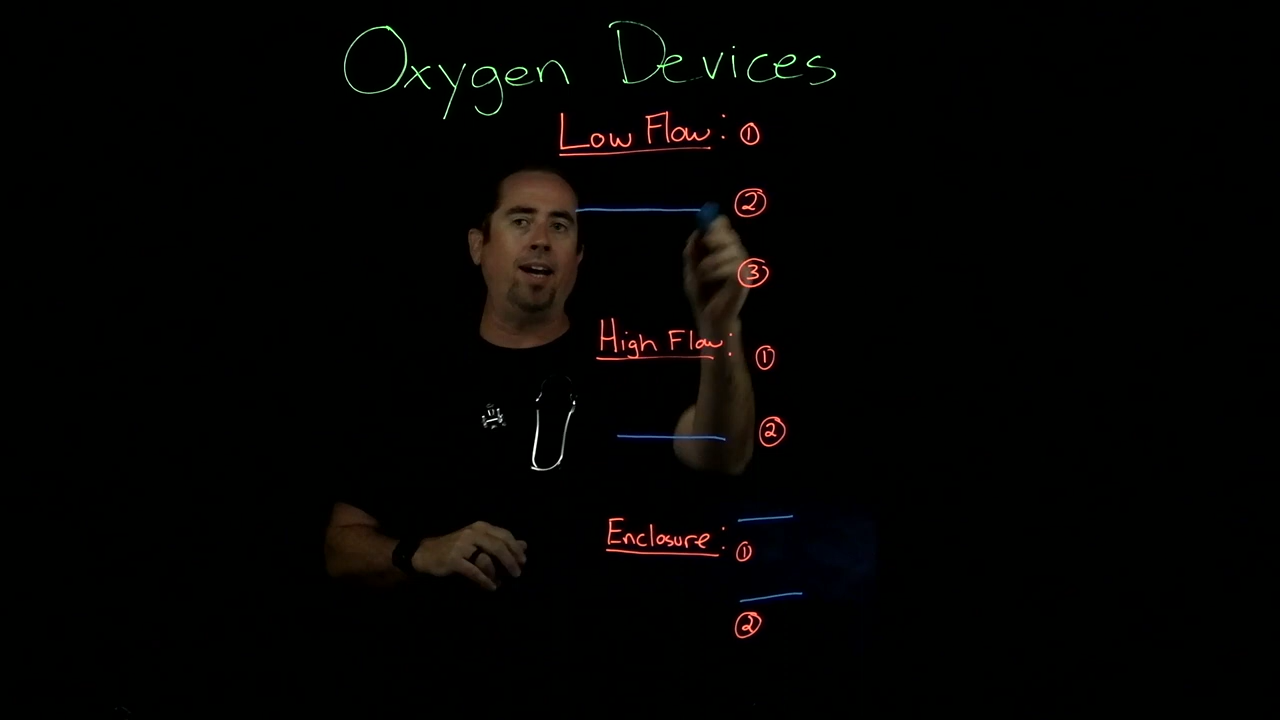 Oxygen Devices
Low Flow: ①
②
③
High Flow: ①
②
Enclosure: ①
②